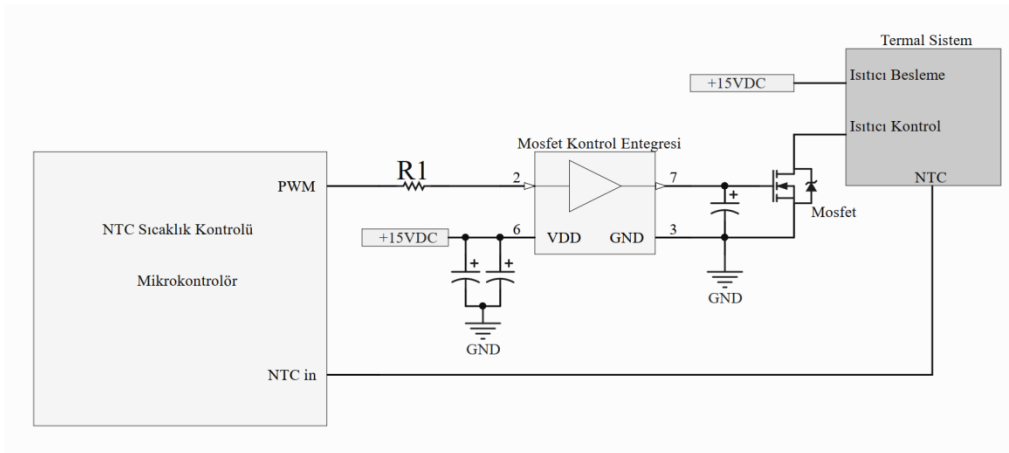 Termal Sistem
+15VDC
Isıtıcı Besleme
Isıtıcı Kontrol
NTC
Mosfet Kontrol Entegresi
PWM
R1
2
7
Mosfet
NTC Sıcaklık Kontrolü
Mikrokontrolör
+15VDC
6
VDD
GND
3
+
+
+
GND
GND
NTC in